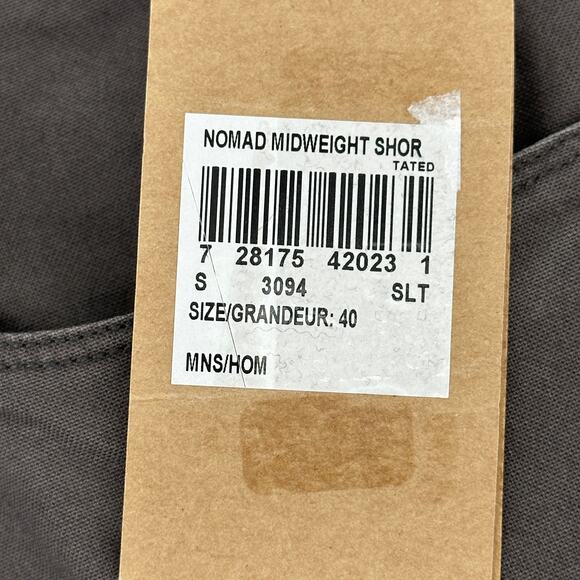 NOMAD MIDWEIGHT SHOR
TATED
7 28175 42023 1
S 3094 SLT
SIZE/GRANDEUR: 40
MNS/HOM